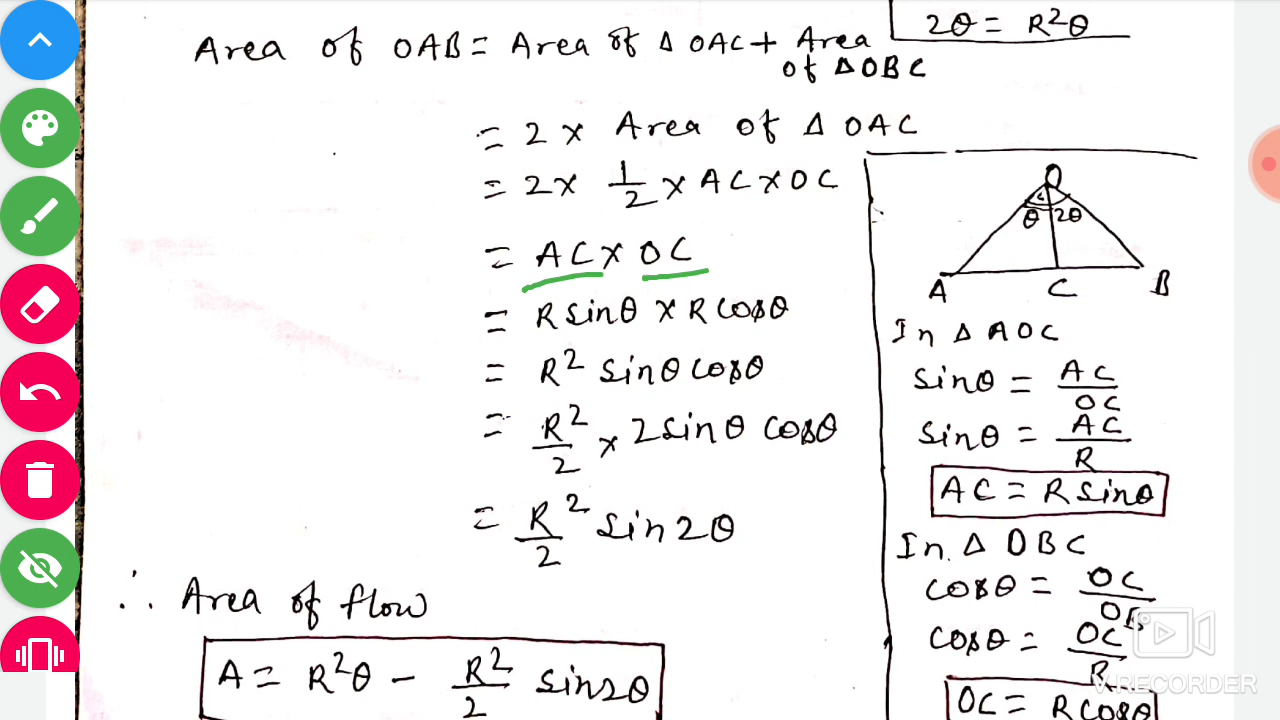 2θ = R²θ
Area of OAB = Area of Δ OAC + Area
of ΔOBC
= 2 × Area of Δ OAC
= 2 × 1/2 × AC × OC
= AC × OC
= R sinθ × R cosθ
= R² sinθ cosθ
= R²/2 × 2 sinθ cosθ
= R²/2 sin2θ
∴ Area of flow
A = R²θ - R²/2 sin2θ
O
θ 2θ
A C B
In Δ AOC
sinθ = AC/OC
sinθ = AC/R
AC = R sinθ
In Δ OBC
cosθ = OC/OB
cosθ = OC/R
OC = R cosθ
V RECORDER